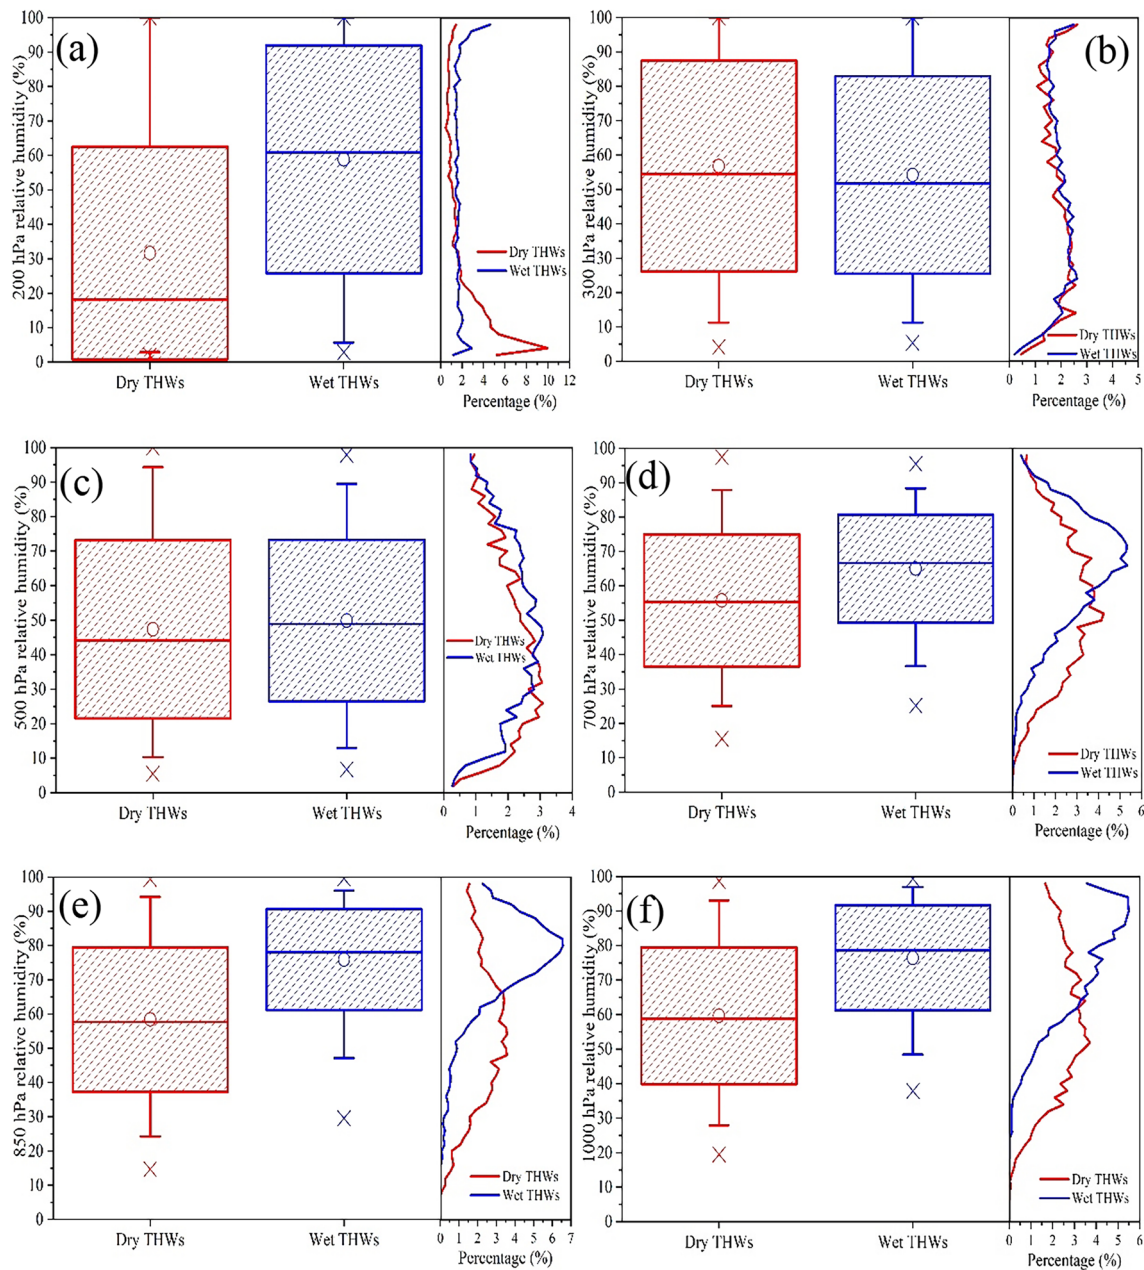 (a)
200 hPa relative humidity (%)
100
90
80
70
60
50
40
30
20
10
0
Dry THWs
Wet THWs
Dry THWs
Wet THWs
0 2 4 6 8 10 12
Percentage (%)
(b)
300 hPa relative humidity (%)
100
90
80
70
60
50
40
30
20
10
0
Dry THWs
Wet THWs
Dry THWs
Wet THWs
0 1 2 3 4 5
Percentage (%)
(c)
500 hPa relative humidity (%)
100
90
80
70
60
50
40
30
20
10
0
Dry THWs
Wet THWs
Dry THWs
Wet THWs
0 1 2 3 4
Percentage (%)
(d)
700 hPa relative humidity (%)
100
90
80
70
60
50
40
30
20
10
0
Dry THWs
Wet THWs
Dry THWs
Wet THWs
0 1 2 3 4 5 6
Percentage (%)
(e)
850 hPa relative humidity (%)
100
90
80
70
60
50
40
30
20
10
0
Dry THWs
Wet THWs
Dry THWs
Wet THWs
0 1 2 3 4 5 6 7
Percentage (%)
(f)
1000 hPa relative humidity (%)
100
90
80
70
60
50
40
30
20
10
0
Dry THWs
Wet THWs
Dry THWs
Wet THWs
0 1 2 3 4 5 6
Percentage (%)